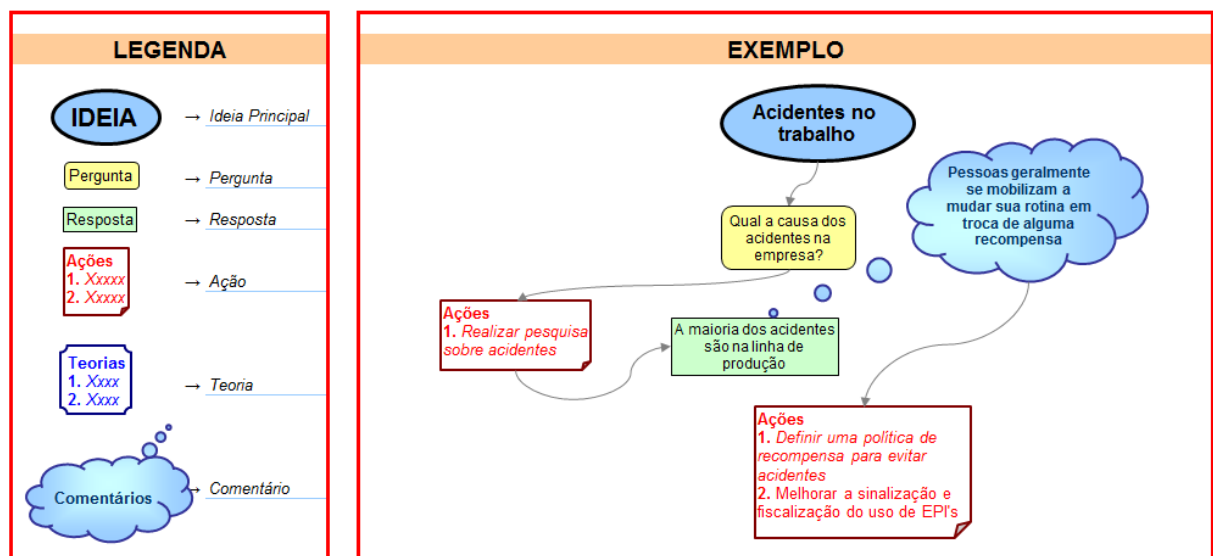 LEGENDA
IDEIA
→ Ideia Principal
Pergunta
→ Pergunta
Resposta
→ Resposta
Ações
1. Xxxxx
2. Xxxxx
→ Ação
Teorias
1. Xxxx
2. Xxxx
→ Teoria
Comentários
→ Comentário
EXEMPLO
Acidentes no
trabalho
Pessoas geralmente
se mobilizam a
mudar sua rotina em
troca de alguma
recompensa
Qual a causa dos
acidentes na
empresa?
Ações
1. Realizar pesquisa
sobre acidentes
A maioria dos acidentes
são na linha de
produção
Ações
1. Definir uma política de
recompensa para evitar
acidentes
2. Melhorar a sinalização e
fiscalização do uso de EPI's